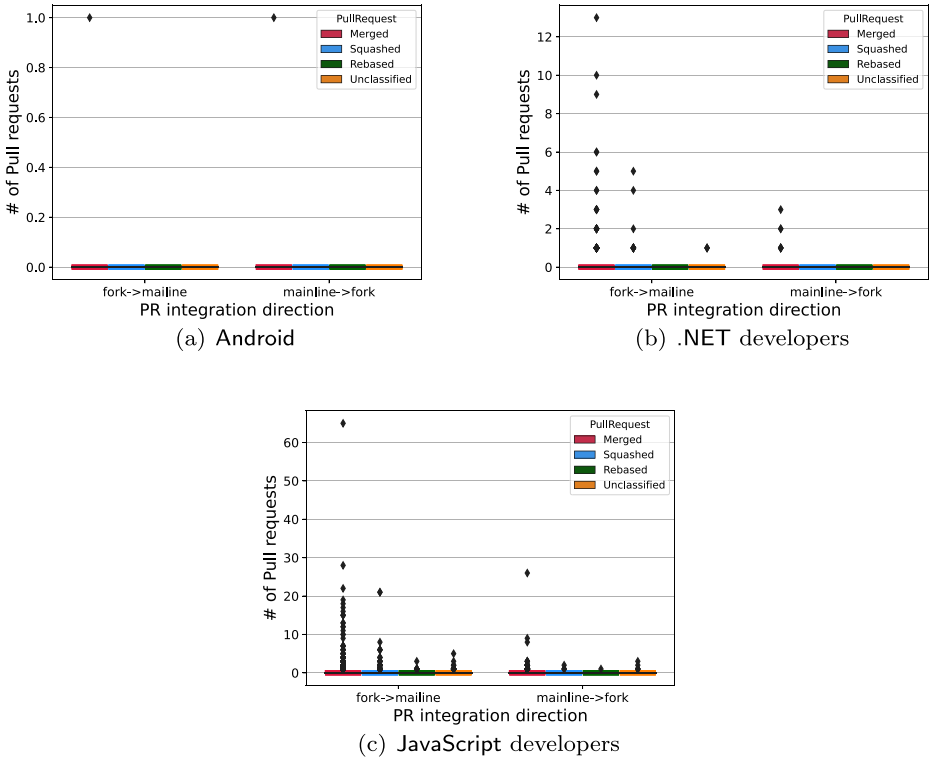 1.0
0.8
0.6
0.4
0.2
0.0
# of Pull requests
PullRequest
Merged
Squashed
Rebased
Unclassified
fork->mailine
mainline->fork
PR integration direction
(a) Android
12
10
8
6
4
2
0
# of Pull requests
PullRequest
Merged
Squashed
Rebased
Unclassified
fork->mailine
mainline->fork
PR integration direction
(b) .NET developers
60
50
40
30
20
10
0
# of Pull requests
PullRequest
Merged
Squashed
Rebased
Unclassified
fork->mailine
mainline->fork
PR integration direction
(c) JavaScript developers